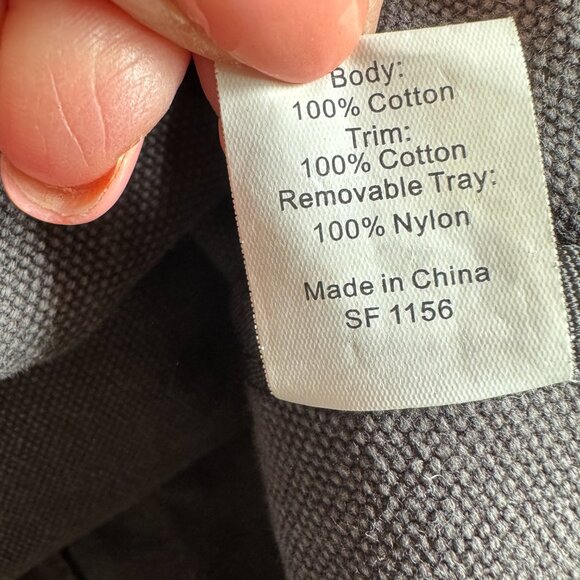 Body:
100% Cotton
Trim:
100% Cotton
Removable Tray:
100% Nylon
Made in China
SF 1156